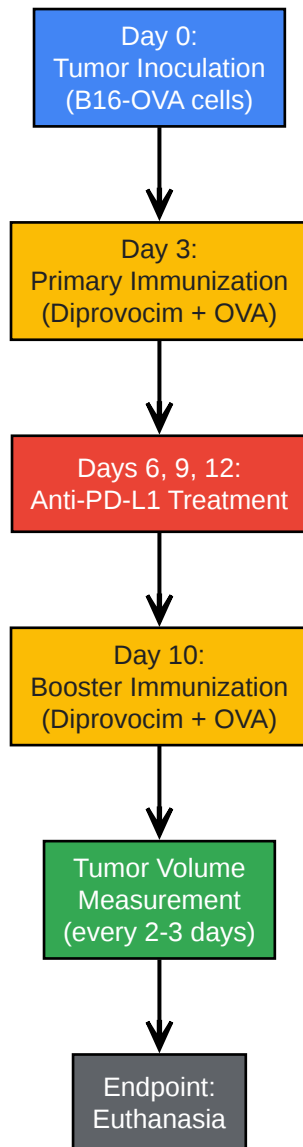 Day 0:
Tumor Inoculation
(B16-OVA cells)
Day 3:
Primary Immunization
(Diprovocim + OVA)
Days 6, 9, 12:
Anti-PD-L1 Treatment
Day 10:
Booster Immunization
(Diprovocim + OVA)
Tumor Volume
Measurement
(every 2-3 days)
Endpoint:
Euthanasia